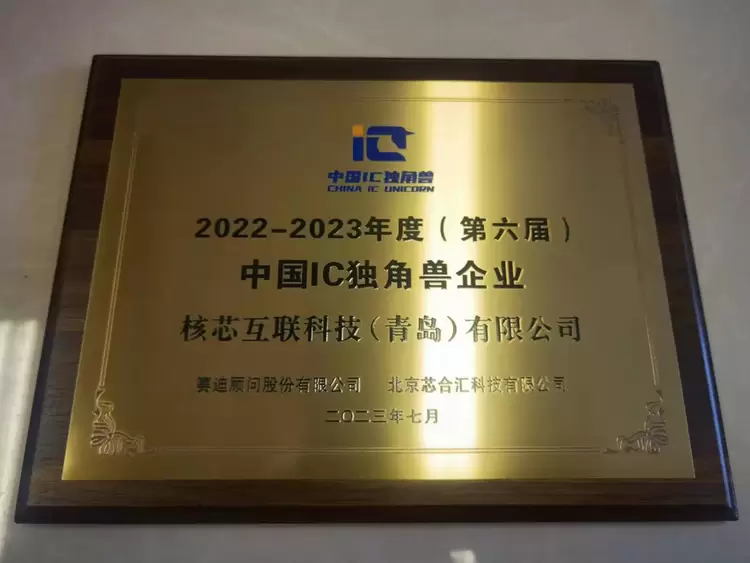 iC
中国IC独角兽
CHINA IC UNICORN
2022-2023年度（第六届）
中国IC独角兽企业
核芯互联科技（青岛）有限公司
赛迪顾问股份有限公司 北京芯合汇科技有限公司
二〇二三年七月